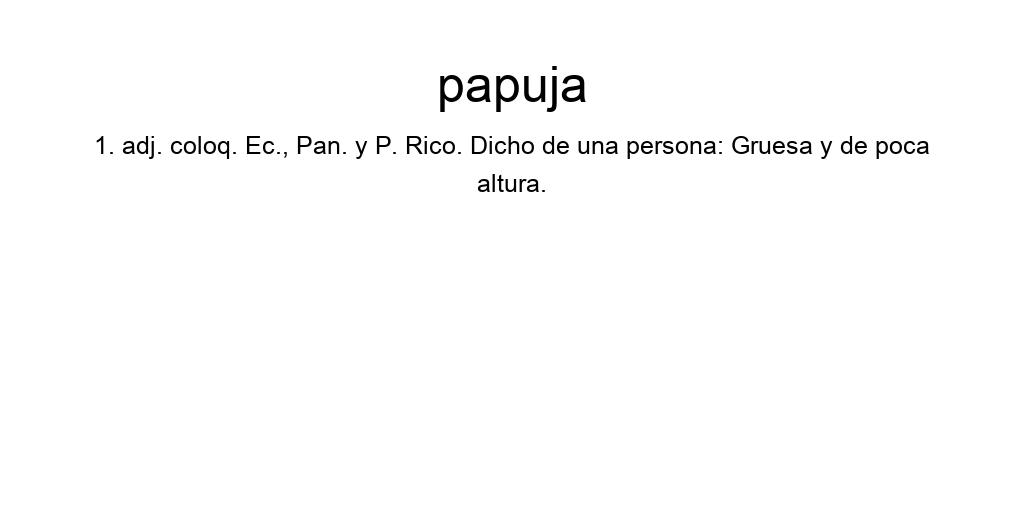 papuja
1. adj. coloq. Ec., Pan. y P. Rico. Dicho de una persona: Gruesa y de poca
altura.